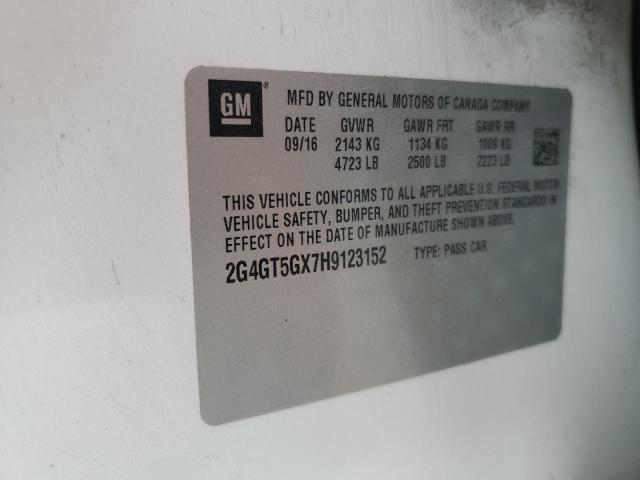 GM
MFD BY GENERAL MOTORS OF CANADA COMPANY
DATE GVWR GAWR FRT GAWR RR
09/16 2143 KG 1134 KG 1009 KG
4723 LB 2500 LB 2223 LB
THIS VEHICLE CONFORMS TO ALL APPLICABLE U.S. FEDERAL MOTOR
VEHICLE SAFETY, BUMPER, AND THEFT PREVENTION STANDARDS IN
EFFECT ON THE DATE OF MANUFACTURE SHOWN ABOVE.
2G4GT5GX7H9123152 TYPE: PASS CAR